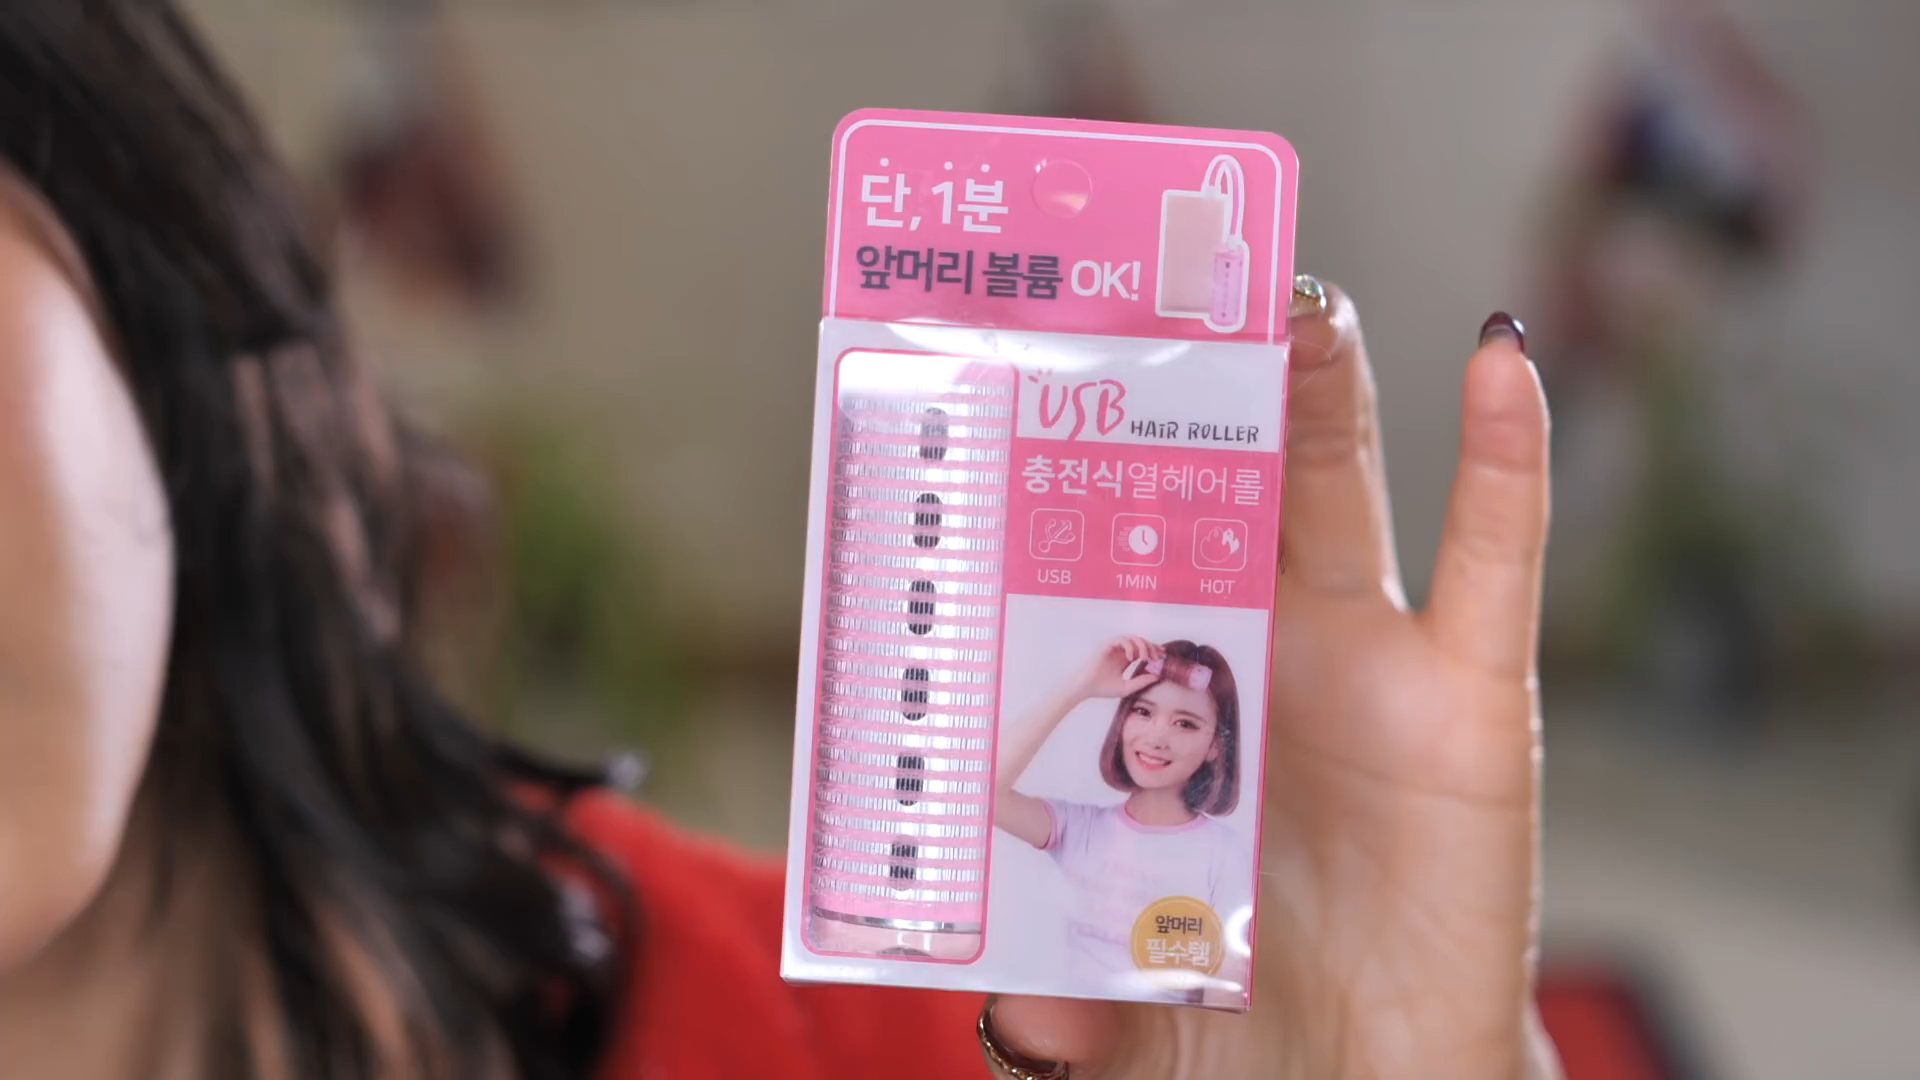 단, 1분
앞머리 볼륨 OK!
USB HAIR ROLLER
충전식열헤어롤
USB 1MIN HOT
앞머리
필수템